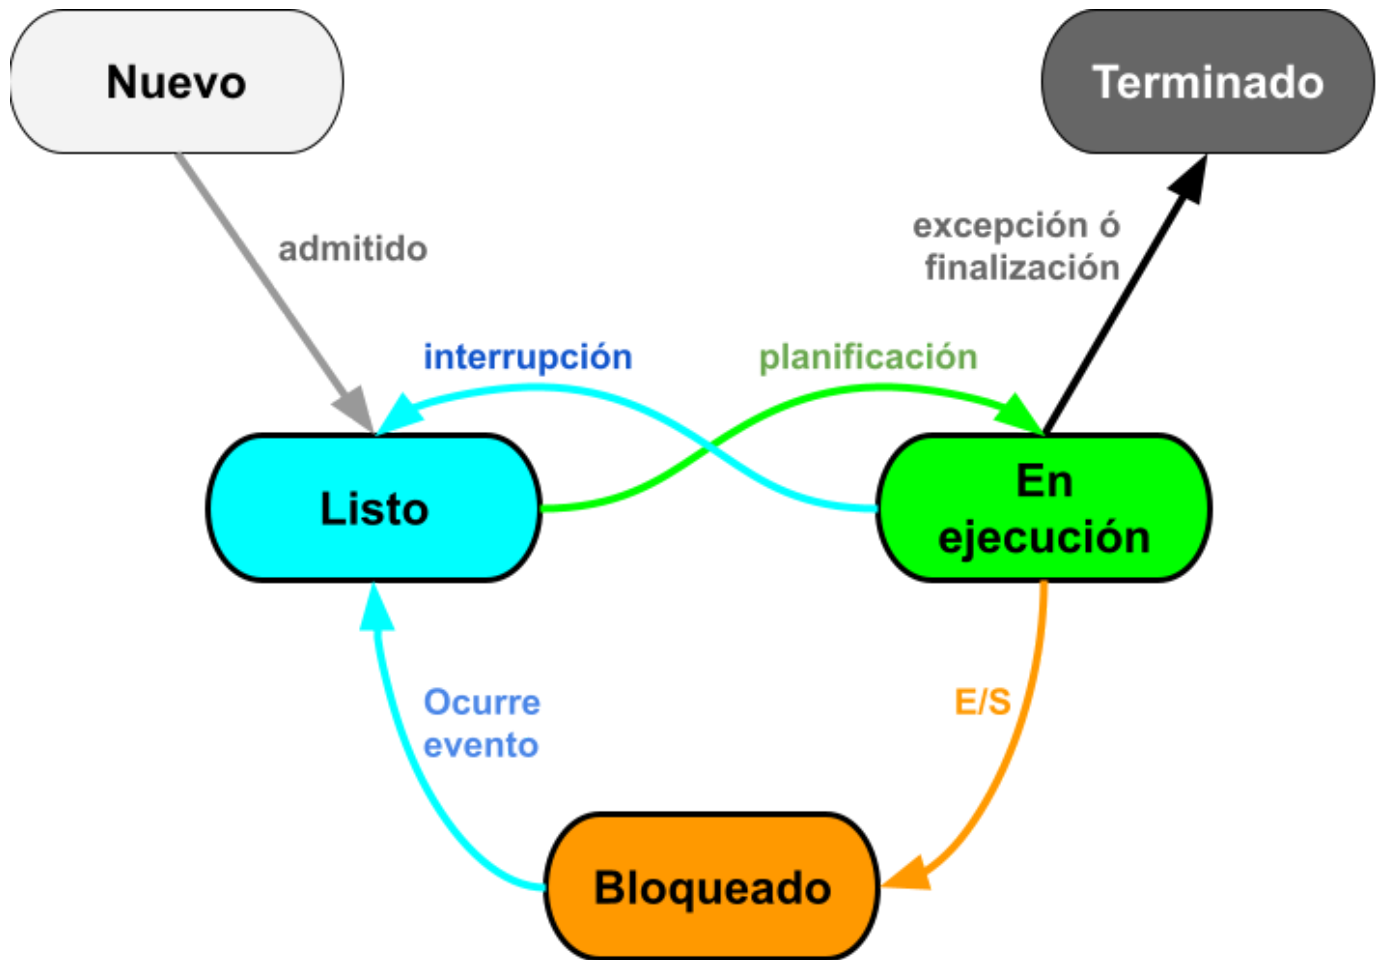 Nuevo
Terminado
admitido
excepción ó
finalización
interrupción
planificación
Listo
En
ejecución
Ocurre
evento
E/S
Bloqueado